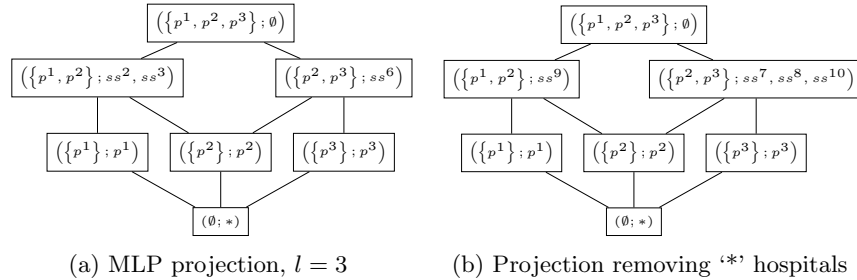 ({p¹, p², p³}; ∅)
({p¹, p²}; ss², ss³) ({p², p³}; ss⁶)
({p¹}; p¹) ({p²}; p²) ({p³}; p³)
(∅; *)
(a) MLP projection, l = 3
({p¹, p², p³}; ∅)
({p¹, p²}; ss⁹) ({p², p³}; ss⁷, ss⁸, ss¹⁰)
({p¹}; p¹) ({p²}; p²) ({p³}; p³)
(∅; *)
(b) Projection removing ‘*’ hospitals